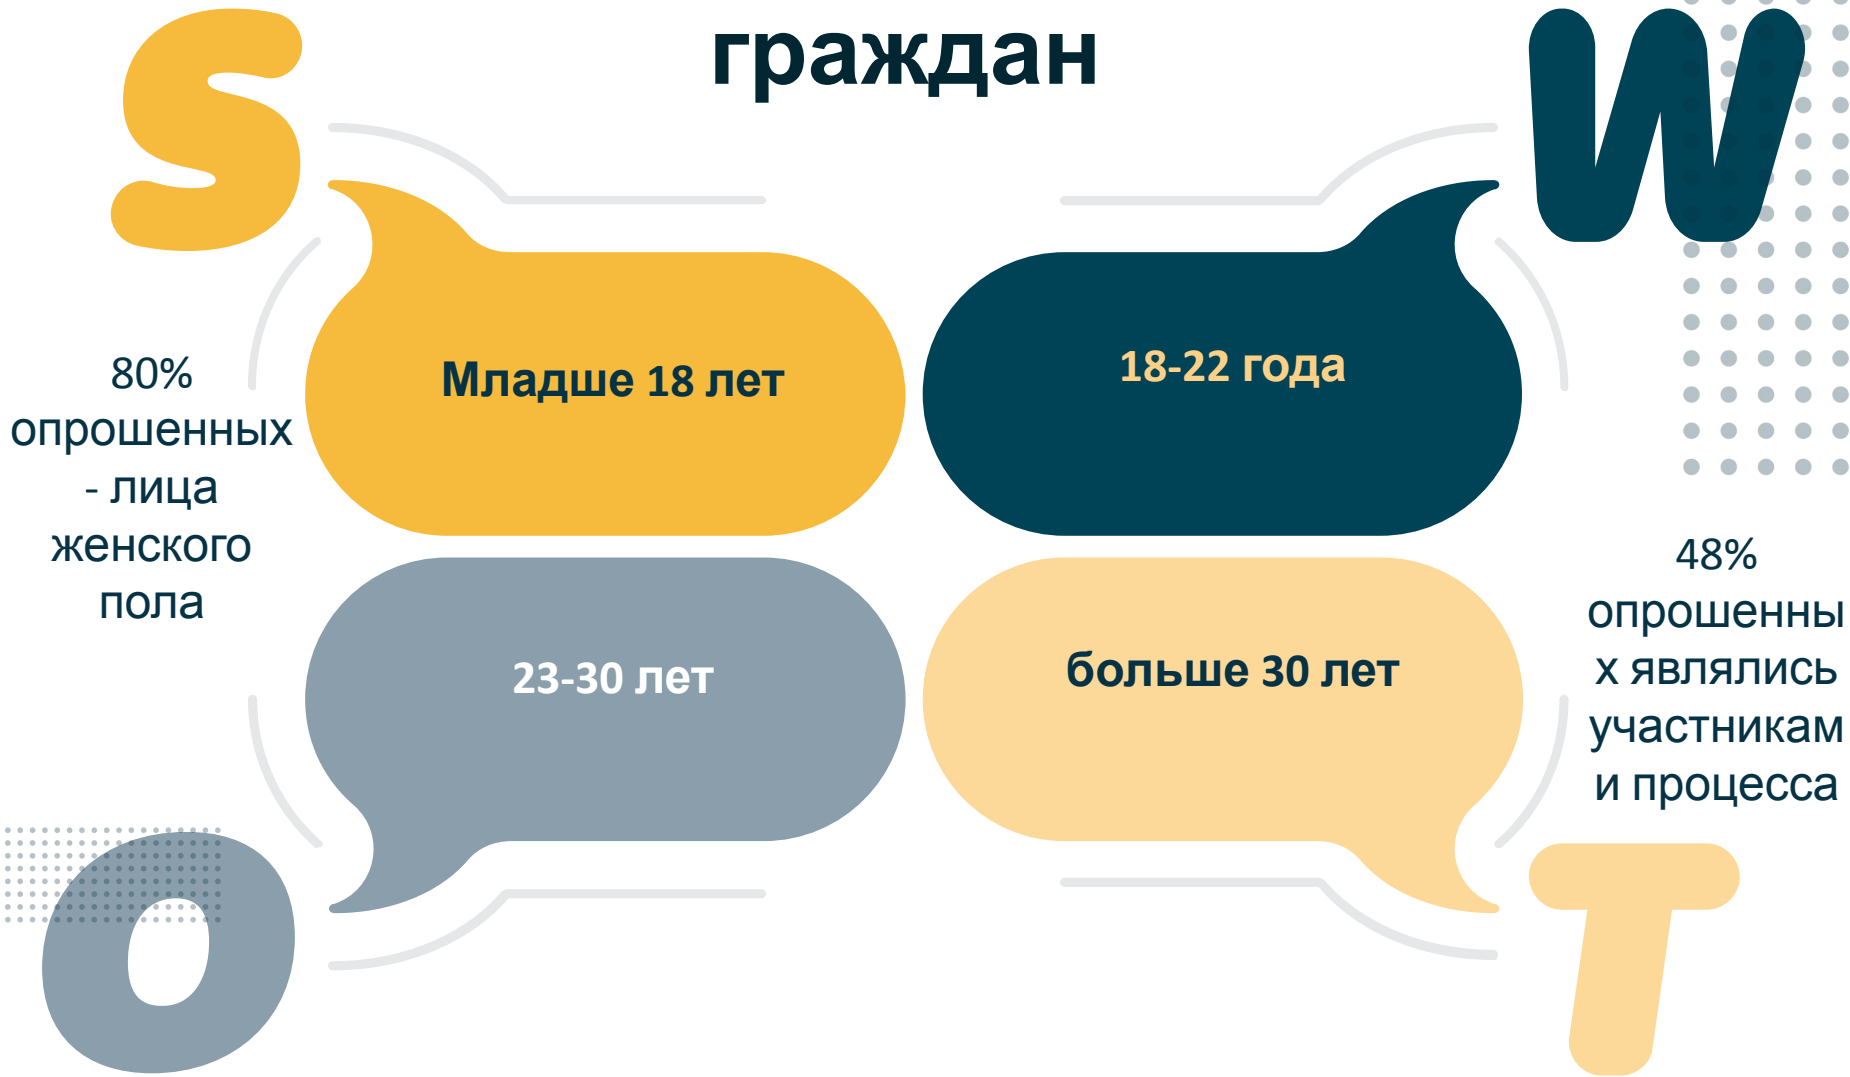 граждан
S
W
Младше 18 лет
18-22 года
80%
опрошенных
- лица
женского
пола
23-30 лет
больше 30 лет
48%
опрошенны
х являлись
участникам
и процесса
O
T